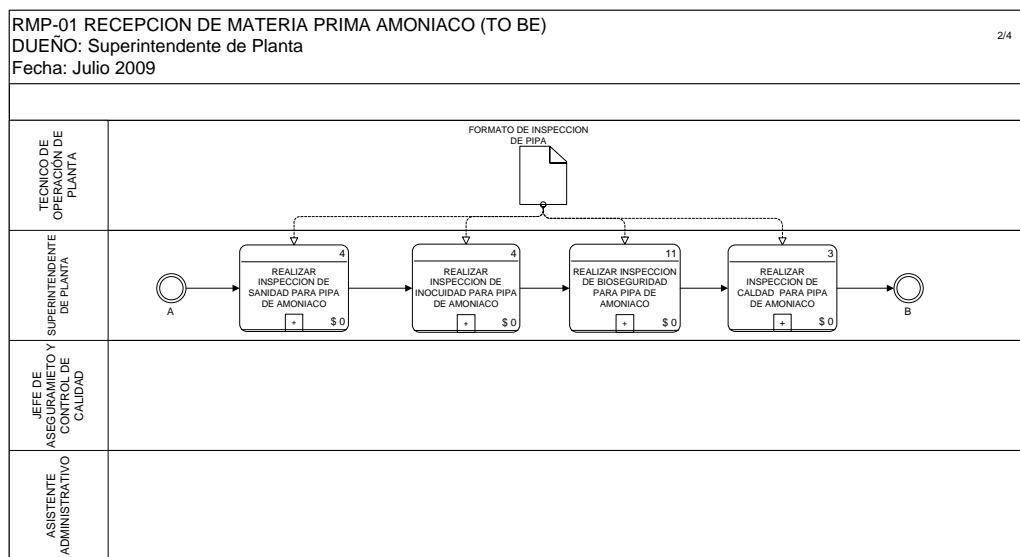 RMP-01 RECEPCION DE MATERIA PRIMA AMONIACO (TO BE)
2/4
DUEÑO: Superintendente de Planta
Fecha: Julio 2009
TECNICO DE
OPERACIÓN DE
PLANTA
FORMATO DE INSPECCION
DE PIPA
SUPERINTENDENTE
DE PLANTA
A
4
REALIZAR
INSPECCION DE
SANIDAD PARA PIPA
DE AMONIACO
+
$ 0
4
REALIZAR
INSPECCION DE
INOCUIDAD PARA PIPA
DE AMONIACO
+
$ 0
11
REALIZAR INSPECCION
DE BIOSEGURIDAD
PARA PIPA DE
AMONIACO
+
$ 0
3
REALIZAR
INSPECCION DE
CALDAD PARA PIPA
DE AMONIACO
+
$ 0
B
JEFE DE
ASEGURAMIETO Y
CONTROL DE
CALIDAD
ASISTENTE
ADMINISTRATIVO